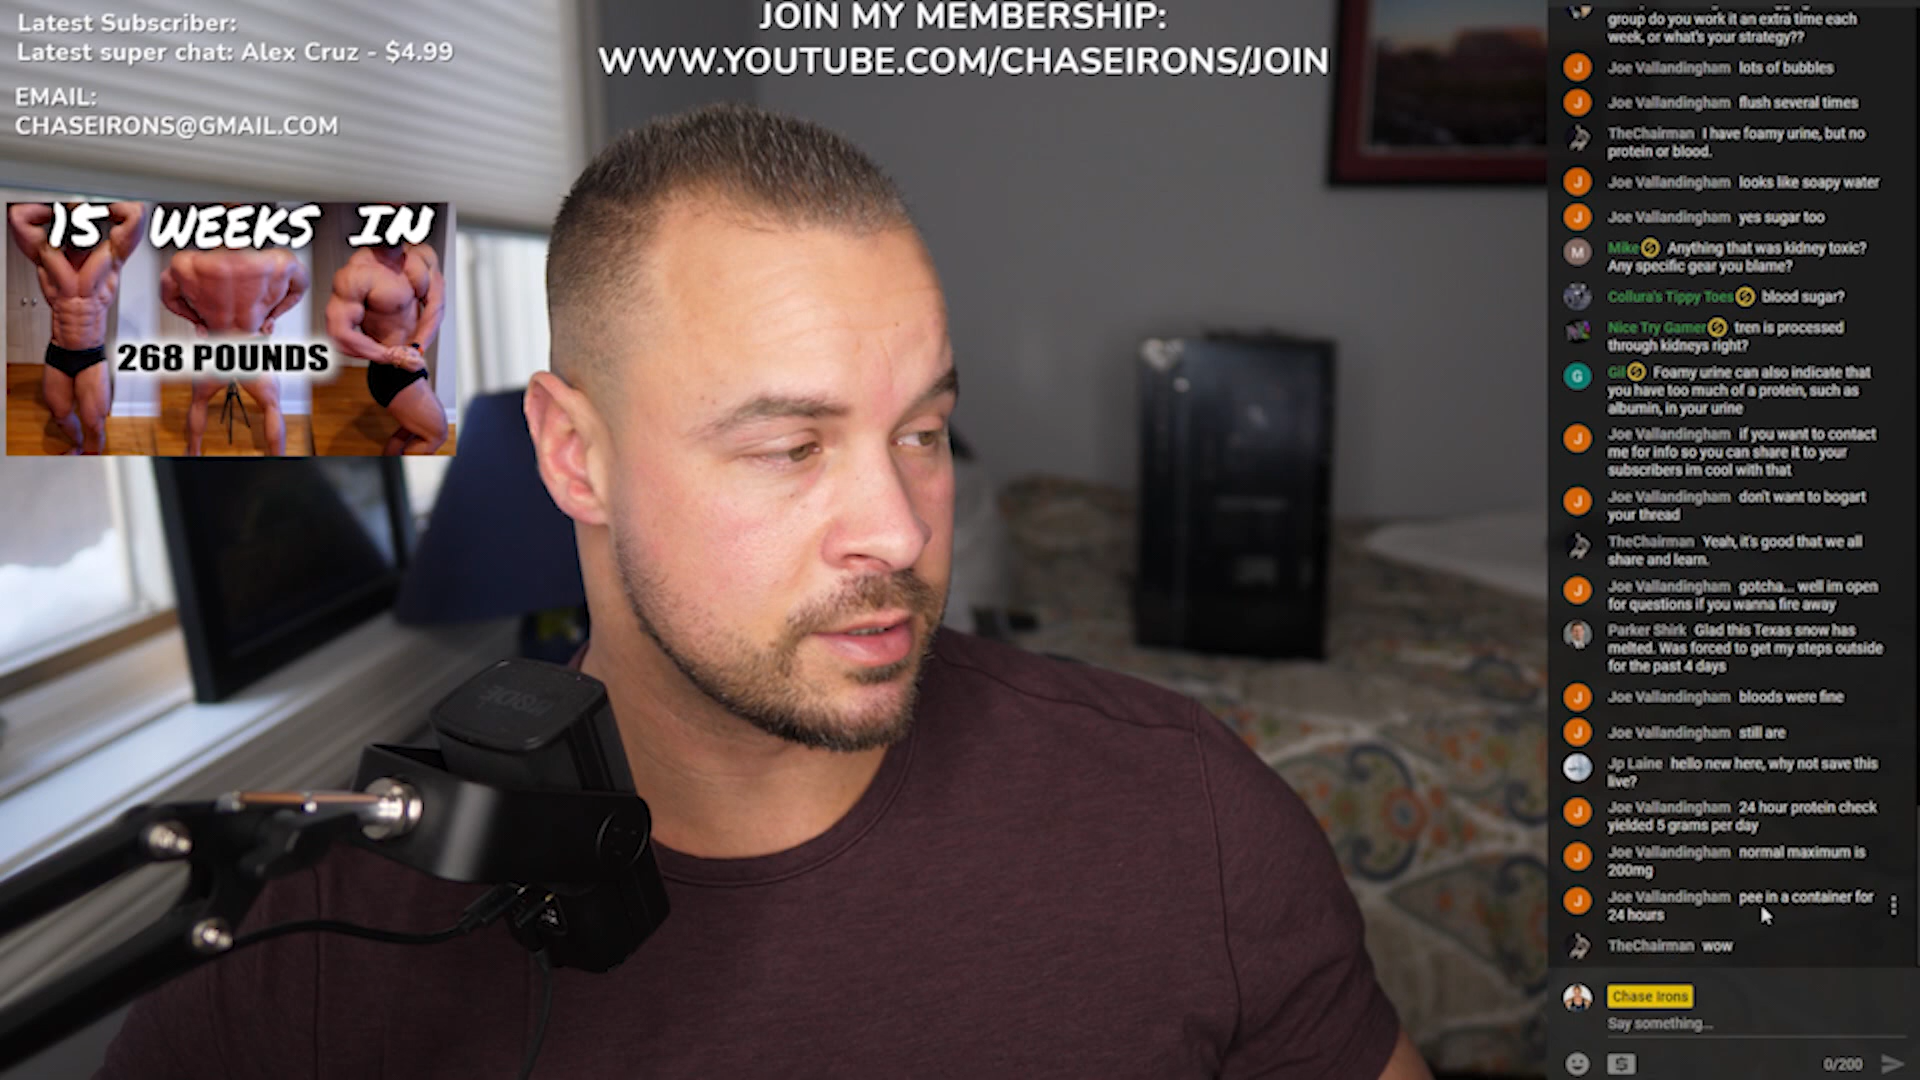 Latest Subscriber:
Latest super chat: Alex Cruz - $4.99
EMAIL:
CHASEIRONS@GMAIL.COM
JOIN MY MEMBERSHIP:
WWW.YOUTUBE.COM/CHASEIRONS/JOIN
15 WEEKS IN
268 POUNDS
INSIDE
group do you work it an extra time each
week, or what's your strategy??
Joe Vallandingham lots of bubbles
Joe Vallandingham flush several times
TheChairman I have foamy urine, but no
protein or blood.
Joe Vallandingham looks like soapy water
Joe Vallandingham yes sugar too
Mike Anything that was kidney toxic?
Any specific gear you blame?
Collura's Tippy Toes blood sugar?
Nice Try Gamer tren is processed
through kidneys right?
Gil Foamy urine can also indicate that
you have too much of a protein, such as
albumin, in your urine
Joe Vallandingham if you want to contact
me for info so you can share it to your
subscribers im cool with that
Joe Vallandingham don't want to bogart
your thread
TheChairman Yeah, it's good that we all
share and learn.
Joe Vallandingham gotcha... well im open
for questions if you wanna fire away
Parker Shirk Glad this Texas snow has
melted. Was forced to get my steps outside
for the past 4 days
Joe Vallandingham bloods were fine
Joe Vallandingham still are
Jp Laine hello new here, why not save this
live?
Joe Vallandingham 24 hour protein check
yielded 5 grams per day
Joe Vallandingham normal maximum is
200mg
Joe Vallandingham pee in a container for
24 hours
TheChairman wow
Chase Irons
Say something...
0/200